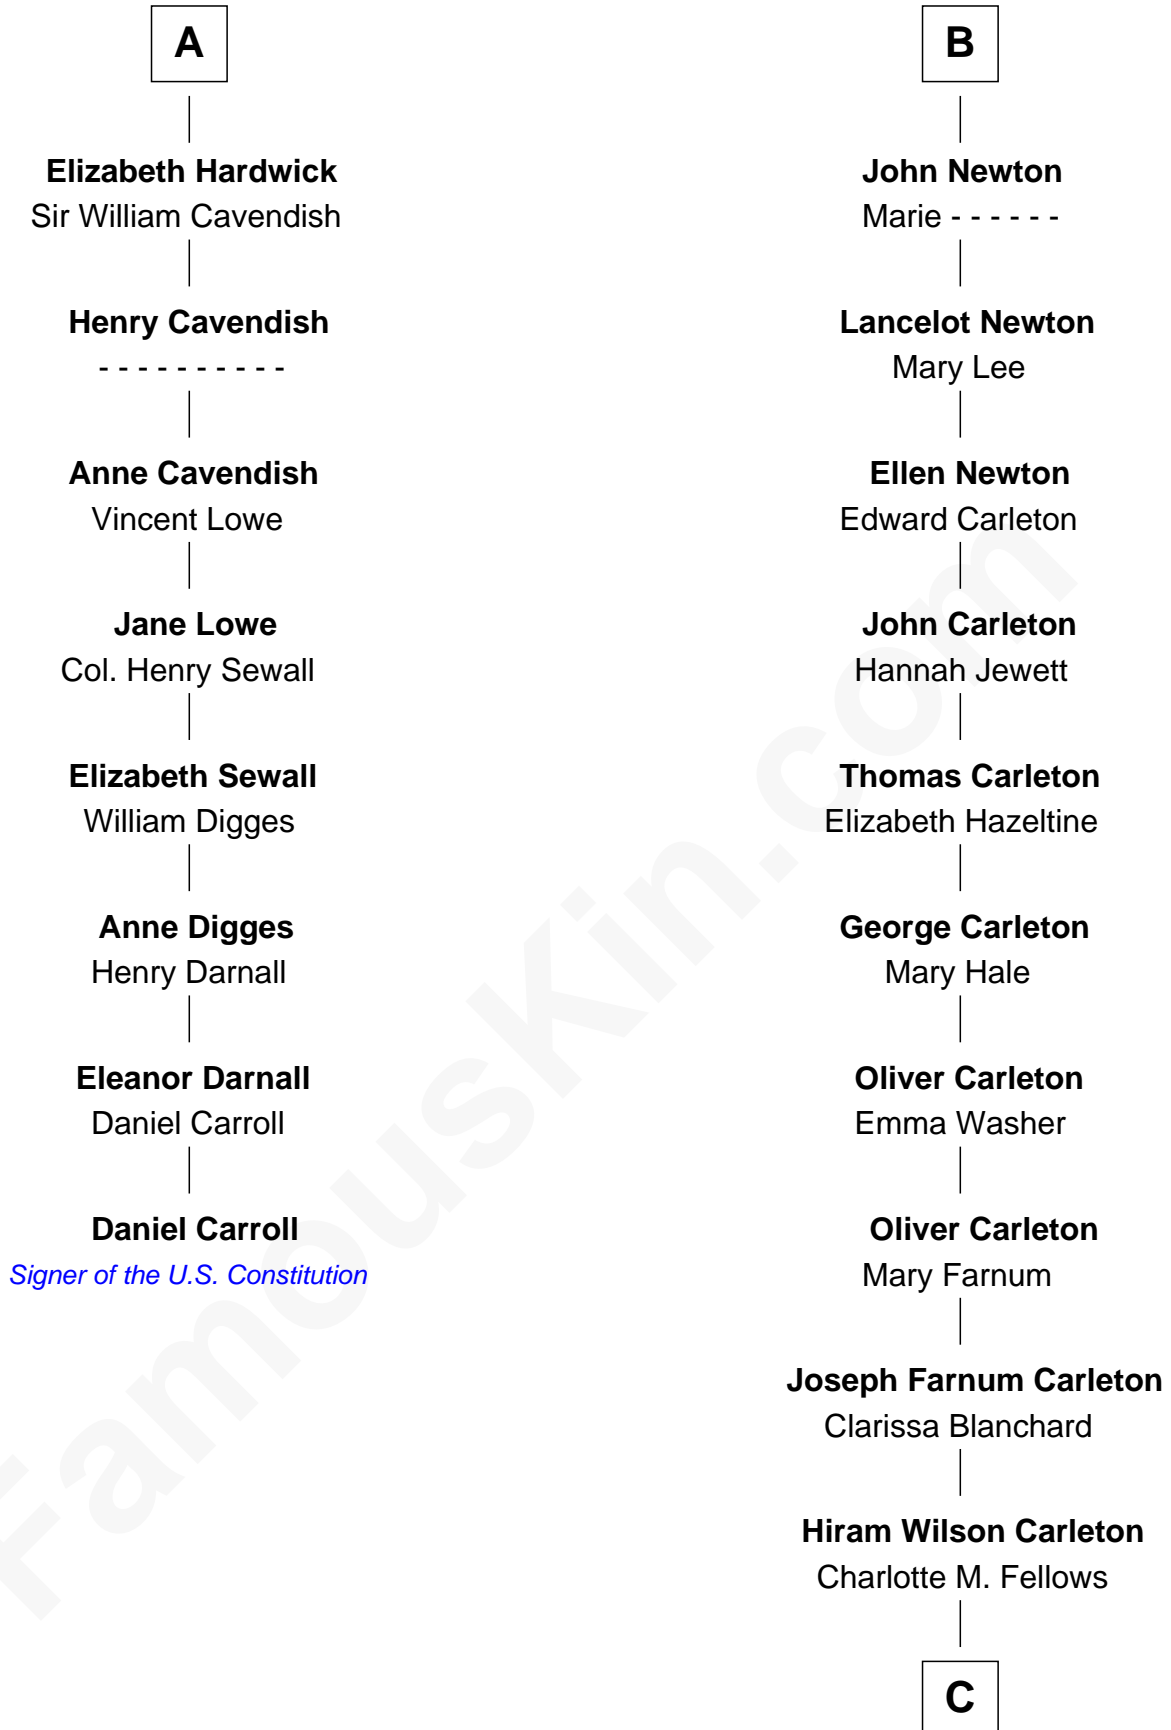 A
Elizabeth Hardwick
Sir William Cavendish
Henry Cavendish
- - - - - - - - - -
Anne Cavendish
Vincent Lowe
Jane Lowe
Col. Henry Sewall
Elizabeth Sewall
William Digges
Anne Digges
Henry Darnall
Eleanor Darnall
Daniel Carroll
Daniel Carroll
Signer of the U.S. Constitution
B
John Newton
Marie - - - - - -
Lancelot Newton
Mary Lee
Ellen Newton
Edward Carleton
John Carleton
Hannah Jewett
Thomas Carleton
Elizabeth Hazeltine
George Carleton
Mary Hale
Oliver Carleton
Emma Washer
Oliver Carleton
Mary Farnum
Joseph Farnum Carleton
Clarissa Blanchard
Hiram Wilson Carleton
Charlotte M. Fellows
C
FamousKin.com